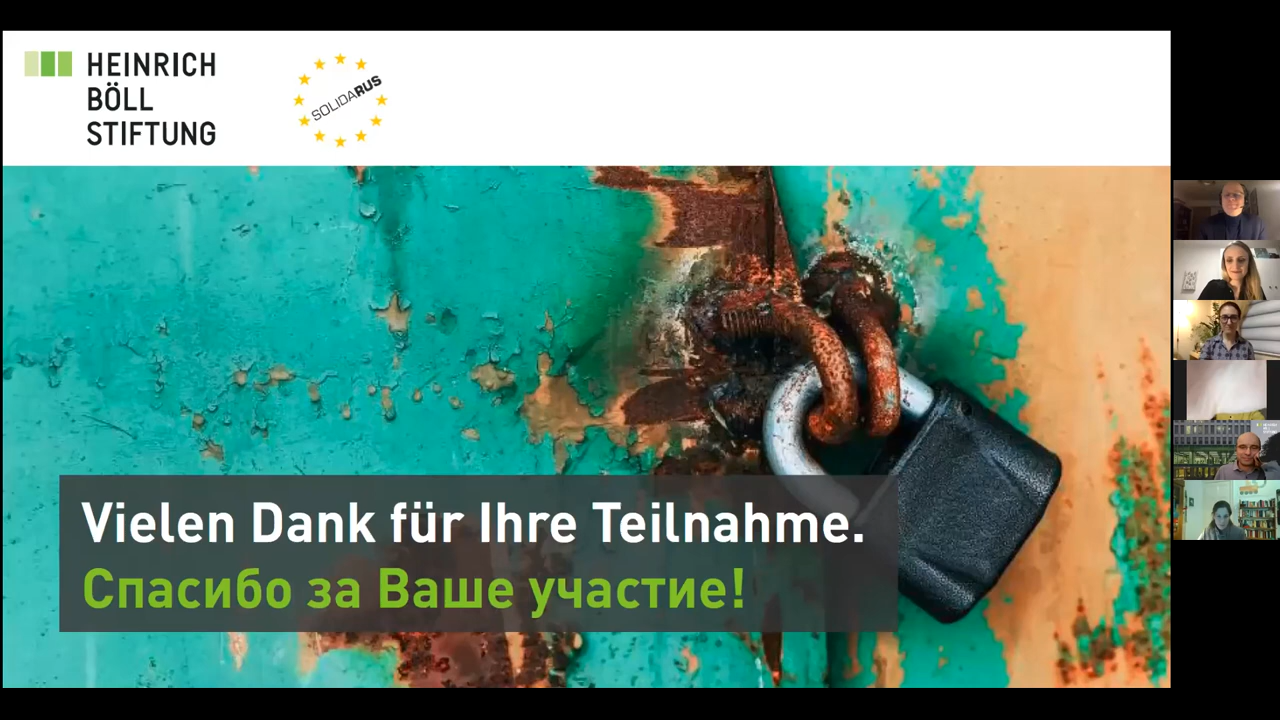 HEINRICH
BÖLL
STIFTUNG
SOLIDARUS
Vielen Dank für Ihre Teilnahme.
Спасибо за Ваше участие!